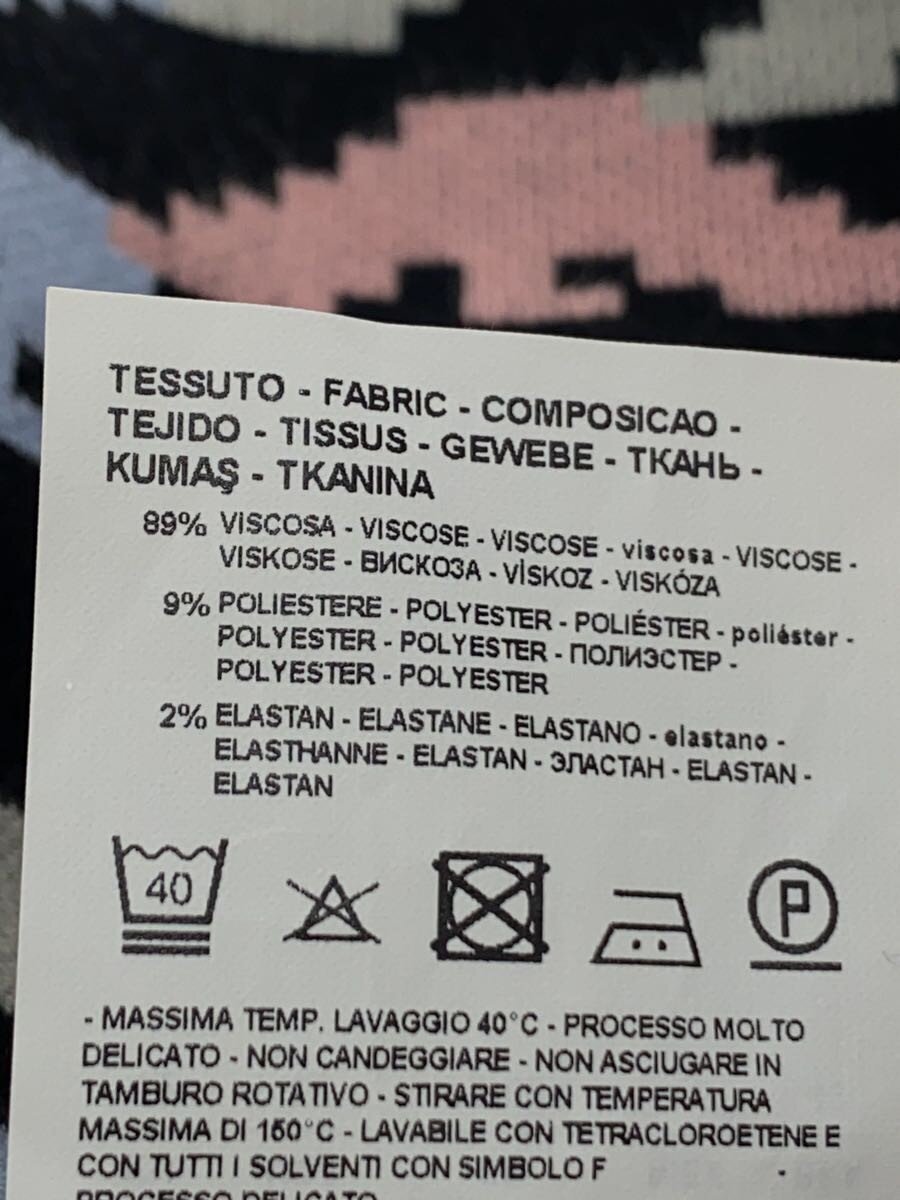 TESSUTO - FABRIC - COMPOSICAO -
TEJIDO - TISSUS - GEWEBE - ТКАНЬ -
KUMAŞ - TKANINA
89% VISCOSA - VISCOSE - VISCOSE - viscosa - VISCOSE -
VISKOSE - ВИСКОЗА - VİSKOZ - VISKÓZA
9% POLIESTERE - POLYESTER - POLIÉSTER - poliéster -
POLYESTER - POLYESTER - ПОЛИЭСТЕР -
POLYESTER - POLYESTER
2% ELASTAN - ELASTANE - ELASTANO - elastano -
ELASTHANNE - ELASTAN - ЭЛАСТАН - ELASTAN -
ELASTAN
40 P
- MASSIMA TEMP. LAVAGGIO 40°C - PROCESSO MOLTO
DELICATO - NON CANDEGGIARE - NON ASCIUGARE IN
TAMBURO ROTATIVO - STIRARE CON TEMPERATURA
MASSIMA DI 150°C - LAVABILE CON TETRACLOROETENE E
CON TUTTI I SOLVENTI CON SIMBOLO F
PROCESSO DELICATO